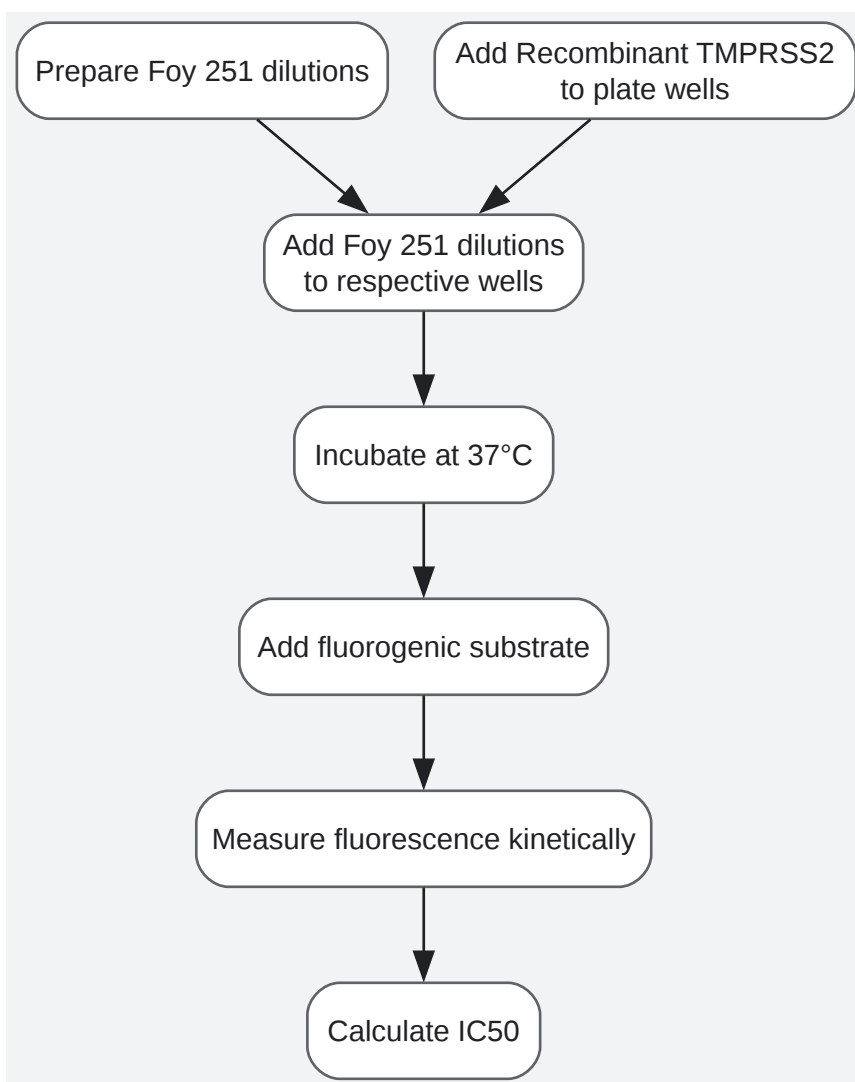 Prepare Foy 251 dilutions
Add Recombinant TMPRSS2
to plate wells
Add Foy 251 dilutions
to respective wells
Incubate at 37°C
Add fluorogenic substrate
Measure fluorescence kinetically
Calculate IC50